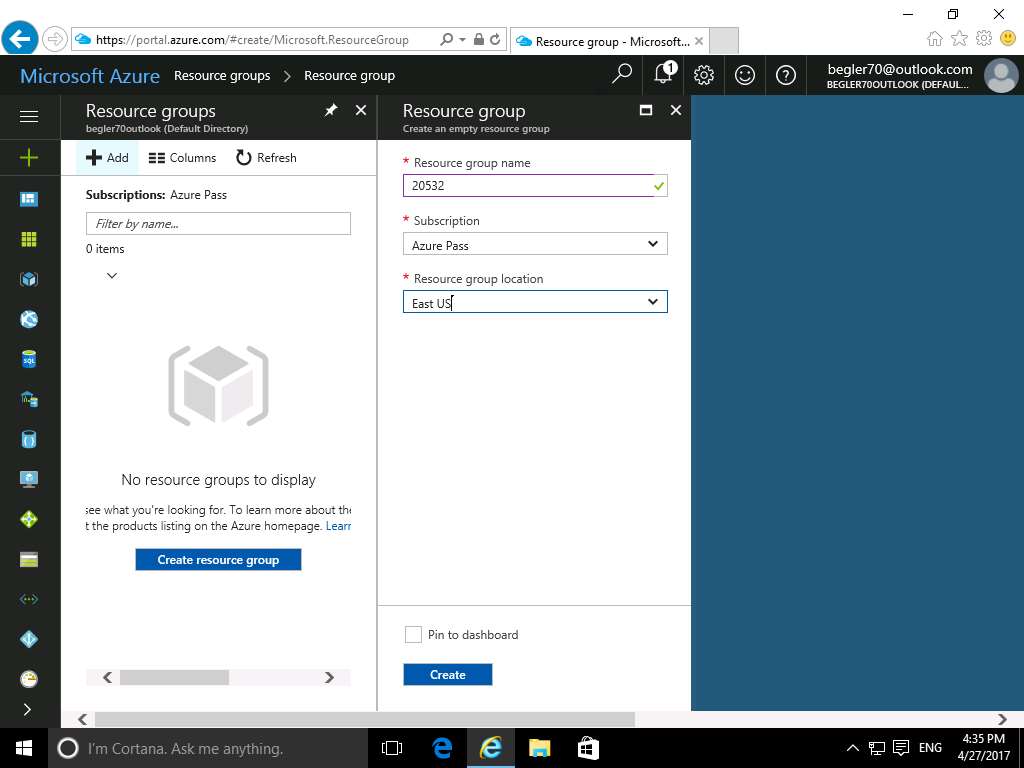 https://portal.azure.com/#create/Microsoft.ResourceGroup
Resource group - Microsoft...
Microsoft Azure
Resource groups
Resource group
1
begler70@outlook.com
BEGLER70OUTLOOK (DEFAUL...
Resource groups
begler70outlook (Default Directory)
Add
Columns
Refresh
Subscriptions: Azure Pass
Filter by name...
0 items
No resource groups to display
see what you're looking for. To learn more about the
t the products listing on the Azure homepage. Learn
Create resource group
Resource group
Create an empty resource group
* Resource group name
20532
* Subscription
Azure Pass
* Resource group location
East US
Pin to dashboard
Create
SQL
I'm Cortana. Ask me anything.
ENG
4:35 PM
4/27/2017